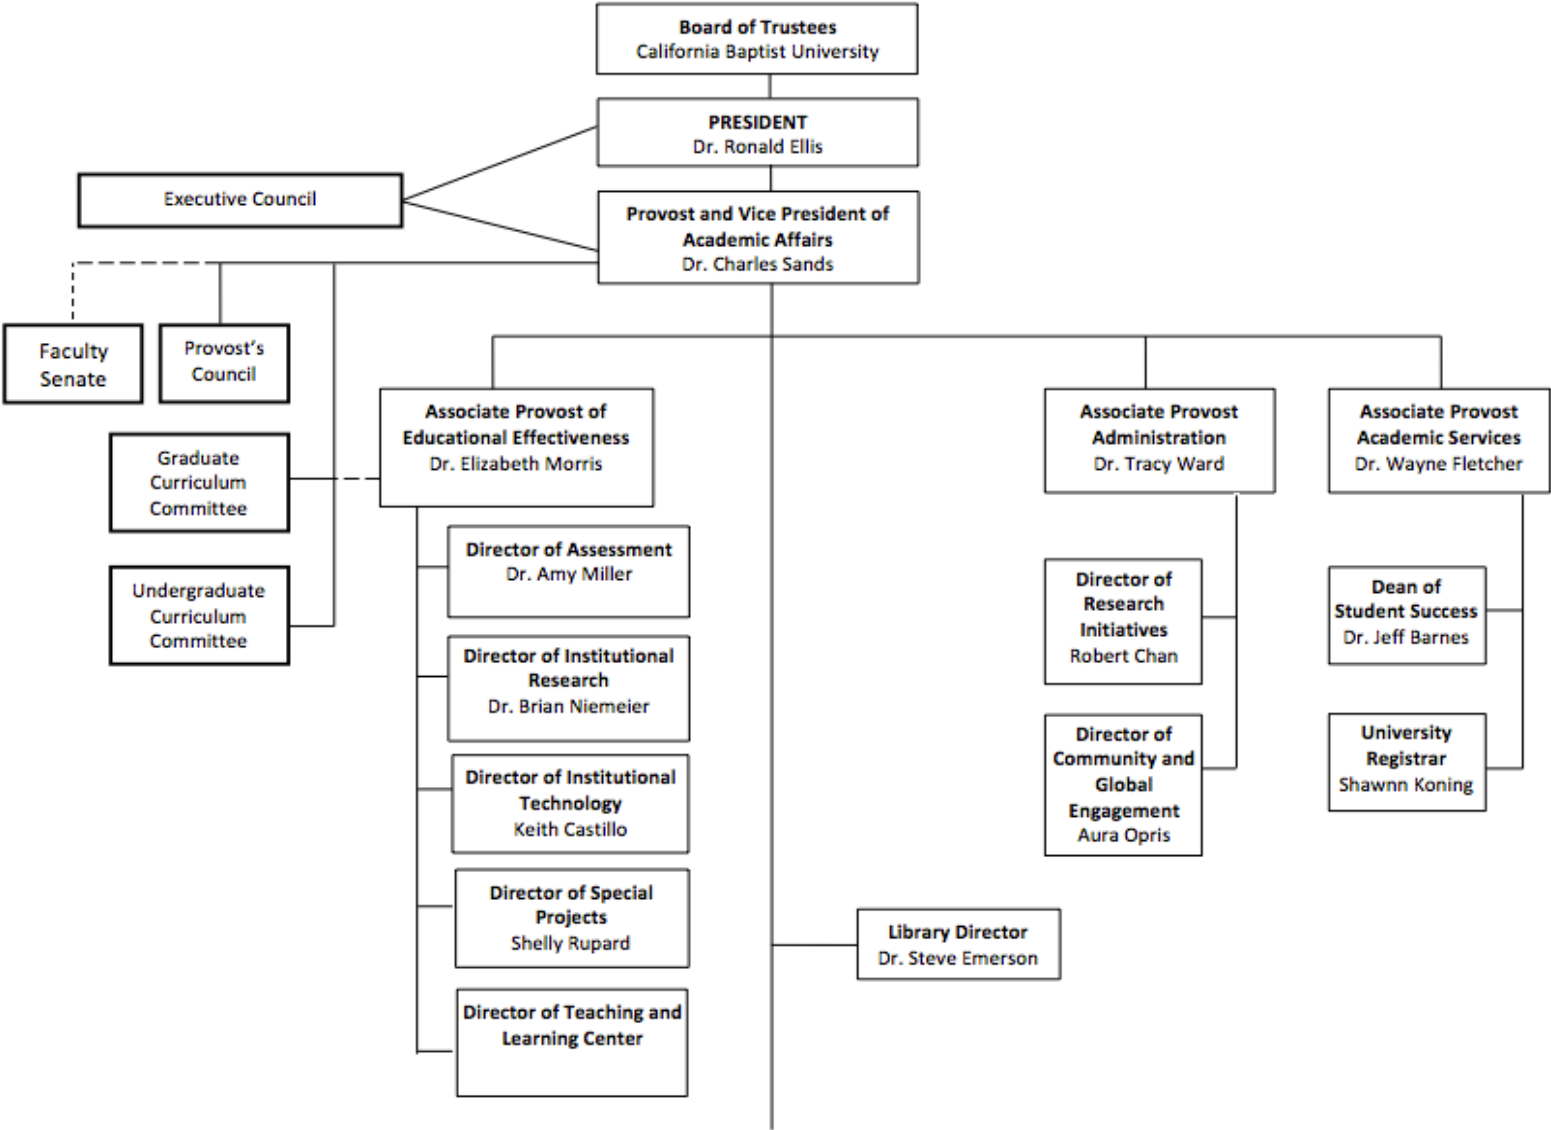 Board of Trustees
California Baptist University
PRESIDENT
Dr. Ronald Ellis
Executive Council
Provost and Vice President of
Academic Affairs
Dr. Charles Sands
Faculty
Senate
Provost's
Council
Graduate
Curriculum
Committee
Undergraduate
Curriculum
Committee
Associate Provost of
Educational Effectiveness
Dr. Elizabeth Morris
Director of Assessment
Dr. Amy Miller
Director of Institutional
Research
Dr. Brian Niemeier
Director of Institutional
Technology
Keith Castillo
Director of Special
Projects
Shelly Rupard
Director of Teaching and
Learning Center
Associate Provost
Administration
Dr. Tracy Ward
Director of
Research
Initiatives
Robert Chan
Director of
Community and
Global
Engagement
Aura Opris
Associate Provost
Academic Services
Dr. Wayne Fletcher
Dean of
Student Success
Dr. Jeff Barnes
University
Registrar
Shawnn Koning
Library Director
Dr. Steve Emerson